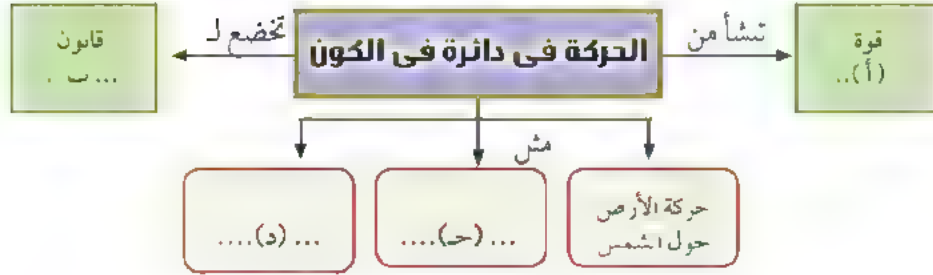 الحركة فى دائرة فى الكون
تنشأ من
قوة
(أ)..
تخضع لـ
قانون
... ب .
مثل
حركة الأرض
حول الشمس
... (حـ)....
... (د)....